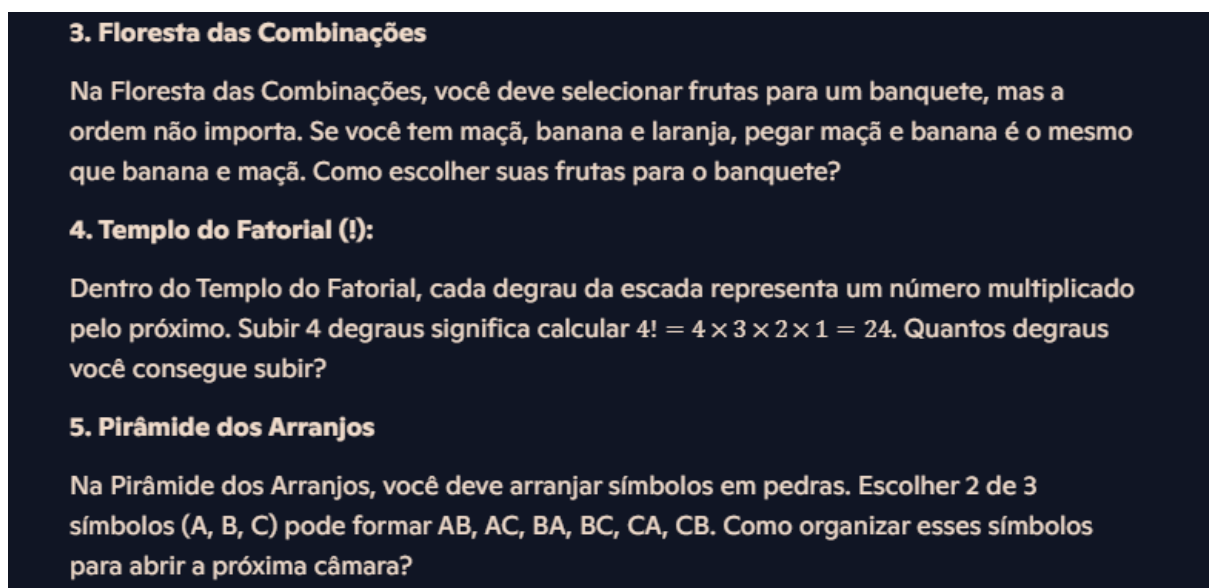 3. Floresta das Combinações
Na Floresta das Combinações, você deve selecionar frutas para um banquete, mas a
ordem não importa. Se você tem maçã, banana e laranja, pegar maçã e banana é o mesmo
que banana e maçã. Como escolher suas frutas para o banquete?
4. Templo do Fatorial (!):
Dentro do Templo do Fatorial, cada degrau da escada representa um número multiplicado
pelo próximo. Subir 4 degraus significa calcular 4! = 4 × 3 × 2 × 1 = 24. Quantos degraus
você consegue subir?
5. Pirâmide dos Arranjos
Na Pirâmide dos Arranjos, você deve arranjar símbolos em pedras. Escolher 2 de 3
símbolos (A, B, C) pode formar AB, AC, BA, BC, CA, CB. Como organizar esses símbolos
para abrir a próxima câmara?